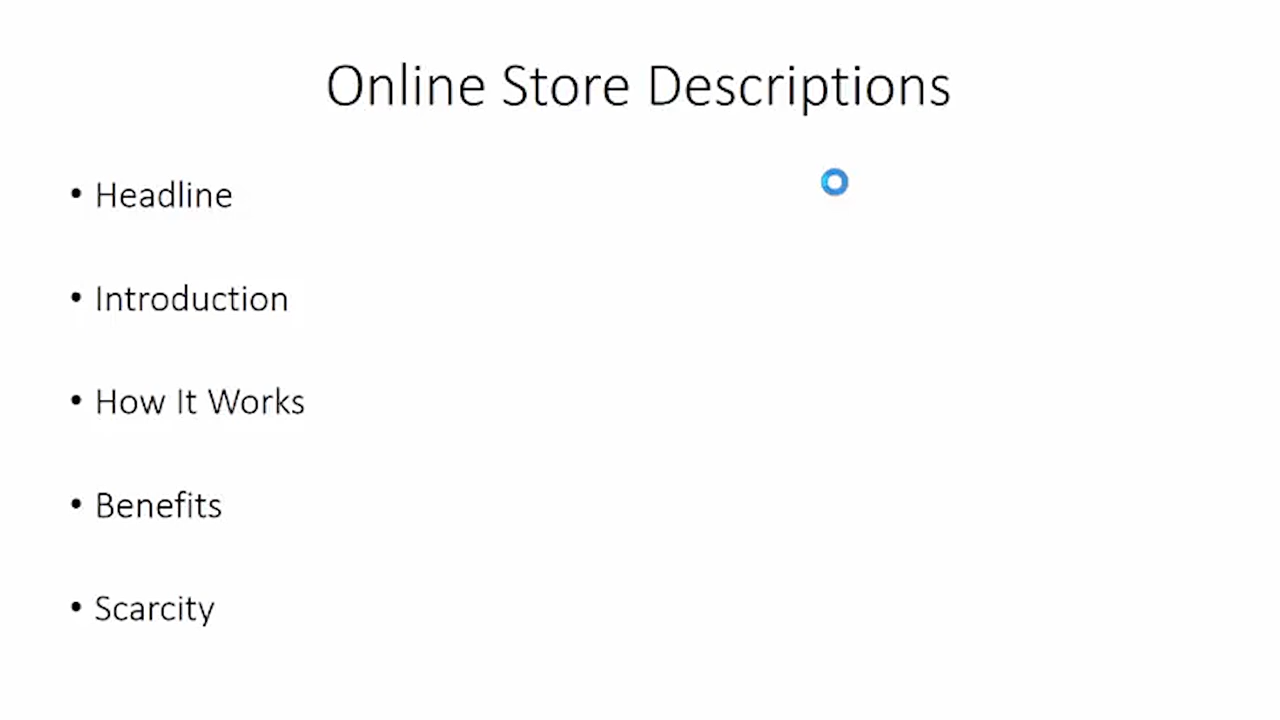 Online Store Descriptions
• Headline
• Introduction
• How It Works
• Benefits
• Scarcity